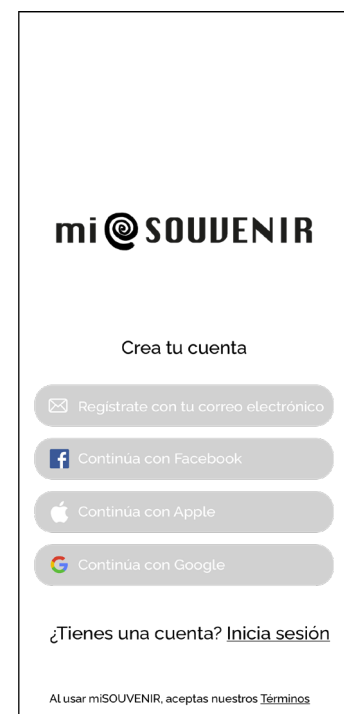 mi@SOUVENIR
Crea tu cuenta
Registrate con tu correo electrónico
Continúa con Facebook
Continúa con Apple
Continúa con Google
¿Tienes una cuenta? Inicia sesión
Al usar miSOUVENIR, aceptas nuestros Términos